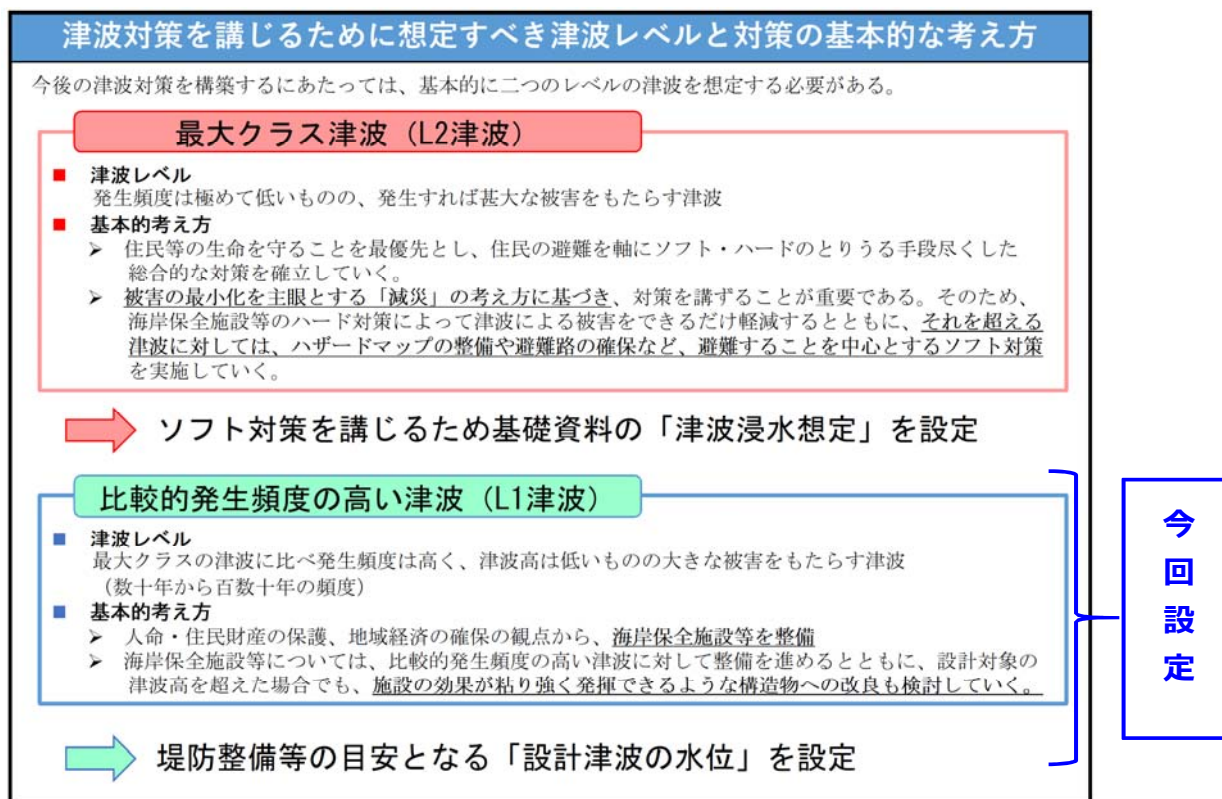 津波対策を講じるために想定すべき津波レベルと対策の基本的な考え方
今後の津波対策を構築するにあたっては、基本的に二つのレベルの津波を想定する必要がある。
最大クラス津波（L2津波）
■ 津波レベル
発生頻度は極めて低いものの、発生すれば甚大な被害をもたらす津波
■ 基本的考え方
➢ 住民等の生命を守ることを最優先とし、住民の避難を軸にソフト・ハードのとりうる手段尽くした
総合的な対策を確立していく。
➢ 被害の最小化を主眼とする「減災」の考え方に基づき、対策を講ずることが重要である。そのため、
海岸保全施設等のハード対策によって津波による被害をできるだけ軽減するとともに、それを超える
津波に対しては、ハザードマップの整備や避難路の確保など、避難することを中心とするソフト対策
を実施していく。
ソフト対策を講じるため基礎資料の「津波浸水想定」を設定
比較的発生頻度の高い津波（L1津波）
■ 津波レベル
最大クラスの津波に比べ発生頻度は高く、津波高は低いものの大きな被害をもたらす津波
（数十年から百数十年の頻度）
■ 基本的考え方
➢ 人命・住民財産の保護、地域経済の確保の観点から、海岸保全施設等を整備
➢ 海岸保全施設等については、比較的発生頻度の高い津波に対して整備を進めるとともに、設計対象の
津波高を超えた場合でも、施設の効果が粘り強く発揮できるような構造物への改良も検討していく。
堤防整備等の目安となる「設計津波の水位」を設定
今回設定